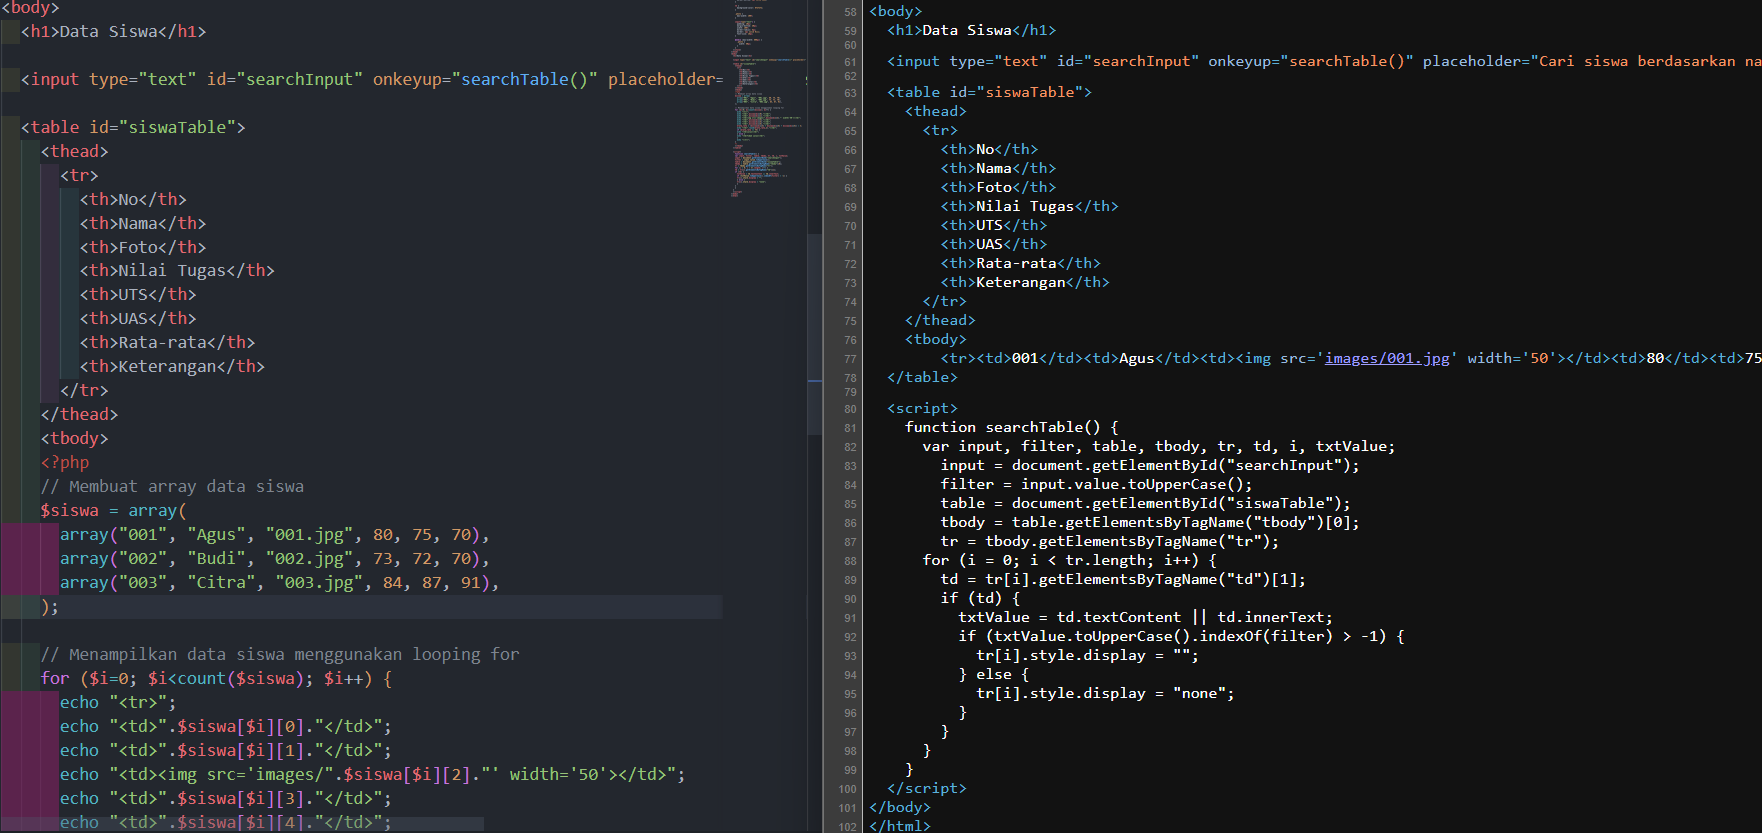 <body>
<h1>Data Siswa</h1>
<input type="text" id="searchInput" onkeyup="searchTable()" placeholder=
<table id="siswaTable">
<thead>
<tr>
<th>No</th>
<th>Nama</th>
<th>Foto</th>
<th>Nilai Tugas</th>
<th>UTS</th>
<th>UAS</th>
<th>Rata-rata</th>
<th>Keterangan</th>
</tr>
</thead>
<tbody>
<?php
// Membuat array data siswa
$siswa = array(
array("001", "Agus", "001.jpg", 80, 75, 70),
array("002", "Budi", "002.jpg", 73, 72, 70),
array("003", "Citra", "003.jpg", 84, 87, 91),
);
// Menampilkan data siswa menggunakan looping for
for ($i=0; $i<count($siswa); $i++) {
echo "<tr>";
echo "<td>".$siswa[$i][0]."</td>";
echo "<td>".$siswa[$i][1]."</td>";
echo "<td><img src='images/".$siswa[$i][2]."' width='50'></td>";
echo "<td>".$siswa[$i][3]."</td>";
echo "<td>".$siswa[$i][4]."</td>";
58 <body>
59 <h1>Data Siswa</h1>
60
61 <input type="text" id="searchInput" onkeyup="searchTable()" placeholder="Cari siswa berdasarkan na
62
63 <table id="siswaTable">
64 <thead>
65 <tr>
66 <th>No</th>
67 <th>Nama</th>
68 <th>Foto</th>
69 <th>Nilai Tugas</th>
70 <th>UTS</th>
71 <th>UAS</th>
72 <th>Rata-rata</th>
73 <th>Keterangan</th>
74 </tr>
75 </thead>
76 <tbody>
77 <tr><td>001</td><td>Agus</td><td><img src='images/001.jpg' width='50'></td><td>80</td><td>75
78 </table>
79
80 <script>
81 function searchTable() {
82 var input, filter, table, tbody, tr, td, i, txtValue;
83 input = document.getElementById("searchInput");
84 filter = input.value.toUpperCase();
85 table = document.getElementById("siswaTable");
86 tbody = table.getElementsByTagName("tbody")[0];
87 tr = tbody.getElementsByTagName("tr");
88 for (i = 0; i < tr.length; i++) {
89 td = tr[i].getElementsByTagName("td")[1];
90 if (td) {
91 txtValue = td.textContent || td.innerText;
92 if (txtValue.toUpperCase().indexOf(filter) > -1) {
93 tr[i].style.display = "";
94 } else {
95 tr[i].style.display = "none";
96 }
97 }
98 }
99 }
100 </script>
101 </body>
102 </html>